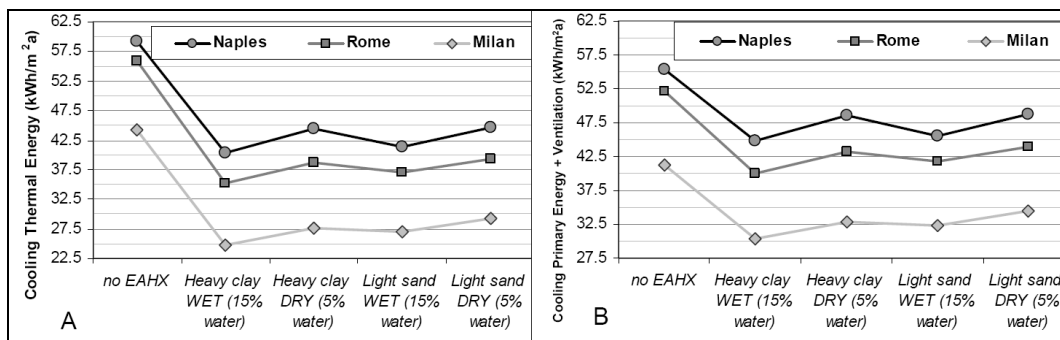 Cooling Thermal Energy (kWh/m²a)
62.5
57.5
52.5
47.5
42.5
37.5
32.5
27.5
22.5
Naples Rome Milan
no EAHX
Heavy clay
WET (15%
water)
Heavy clay
DRY (5%
water)
Light sand
WET (15%
water)
Light sand
DRY (5%
water)
A
Cooling Primary Energy + Ventilation (kWh/m²a)
62.5
57.5
52.5
47.5
42.5
37.5
32.5
27.5
Naples Rome Milan
no EAHX
Heavy clay
WET (15%
water)
Heavy clay
DRY (5%
water)
Light sand
WET (15%
water)
Light sand
DRY (5%
water)
B